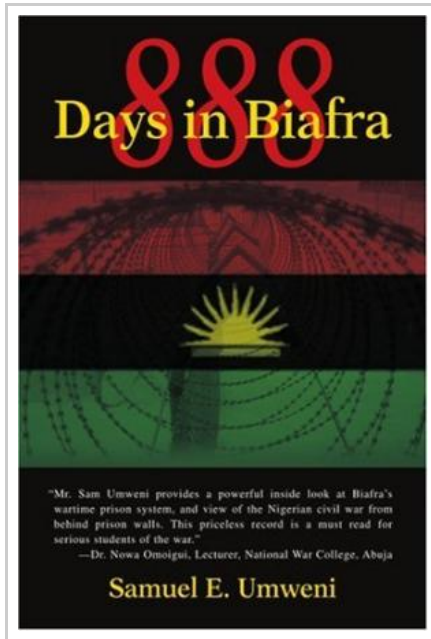 888
Days in Biafra
“Mr. Sam Umweni provides a powerful inside look at Biafra’s
wartime prison system, and view of the Nigerian civil war from
behind prison walls. This priceless record is a must read for
serious students of the war.”
—Dr. Nowa Omoigui, Lecturer, National War College, Abuja
Samuel E. Umweni